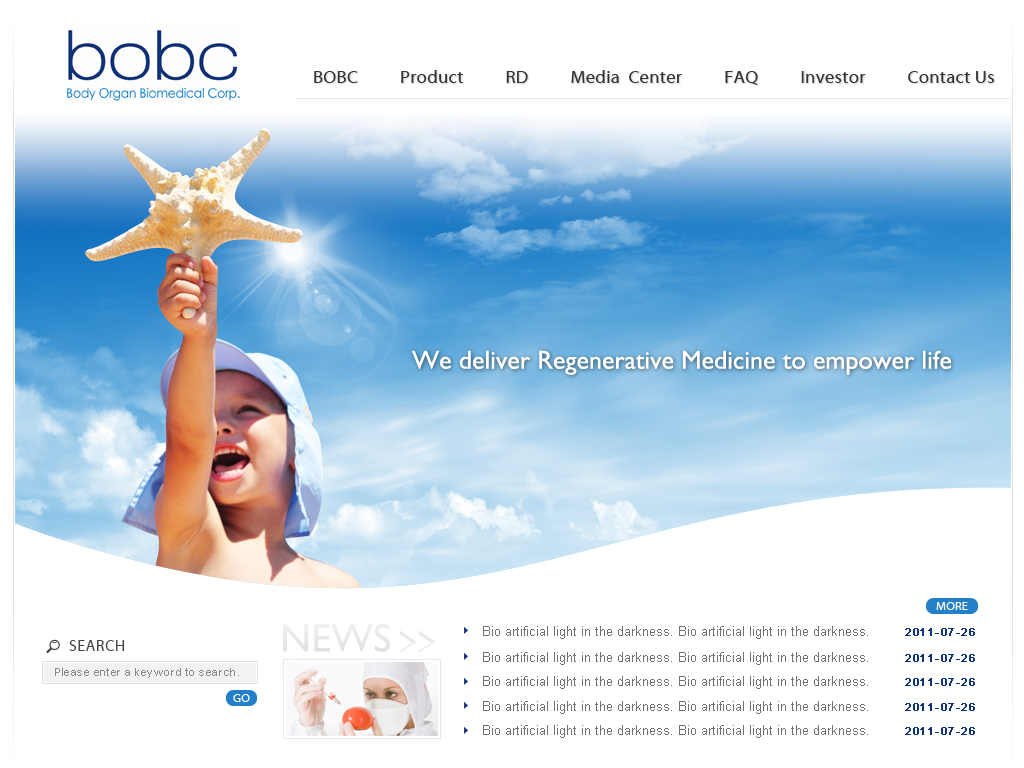 bobc
Body Organ Biomedical Corp.
BOBC Product RD Media Center FAQ Investor Contact Us
We deliver Regenerative Medicine to empower life
MORE
SEARCH
Please enter a keyword to search.
GO
NEWS >>
Bio artificial light in the darkness. Bio artificial light in the darkness. 2011-07-26
Bio artificial light in the darkness. Bio artificial light in the darkness. 2011-07-26
Bio artificial light in the darkness. Bio artificial light in the darkness. 2011-07-26
Bio artificial light in the darkness. Bio artificial light in the darkness. 2011-07-26
Bio artificial light in the darkness. Bio artificial light in the darkness. 2011-07-26